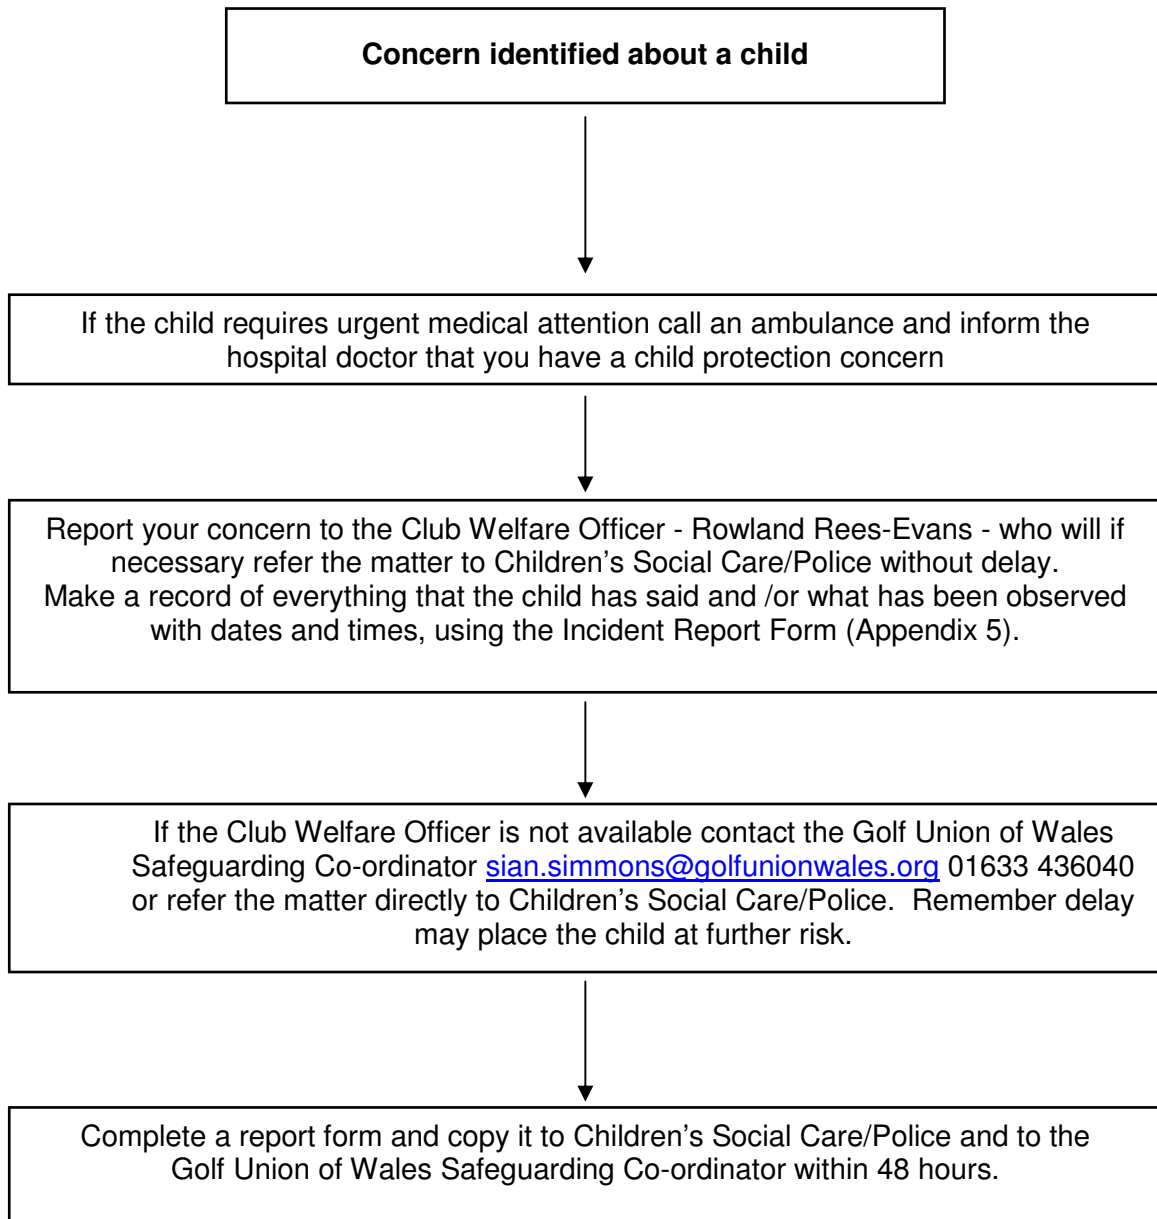 Concern identified about a child
If the child requires urgent medical attention call an ambulance and inform the
hospital doctor that you have a child protection concern
Report your concern to the Club Welfare Officer - Rowland Rees-Evans - who will if
necessary refer the matter to Children's Social Care/Police without delay.
Make a record of everything that the child has said and /or what has been observed
with dates and times, using the Incident Report Form (Appendix 5).
If the Club Welfare Officer is not available contact the Golf Union of Wales
Safeguarding Co-ordinator sian.simmons@golfunionwales.org 01633 436040
or refer the matter directly to Children's Social Care/Police.  Remember delay
may place the child at further risk.
Complete a report form and copy it to Children's Social Care/Police and to the
Golf Union of Wales Safeguarding Co-ordinator within 48 hours.